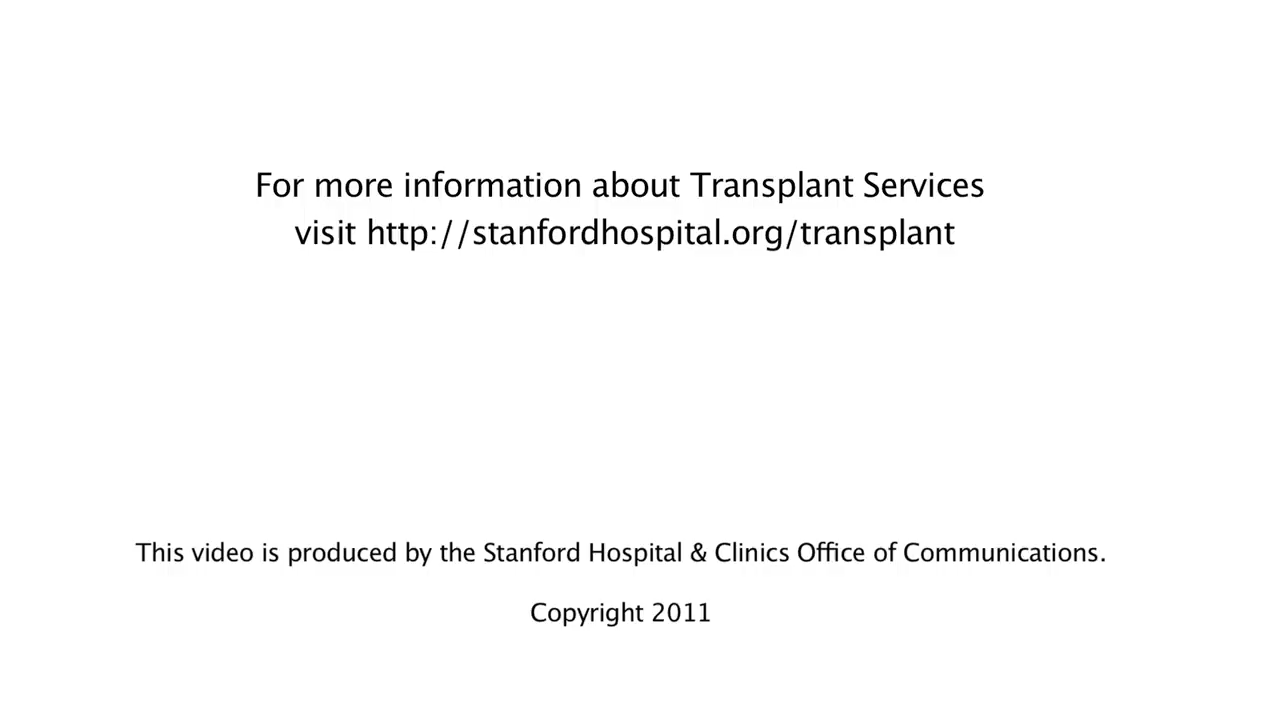 For more information about Transplant Services
visit http://stanfordhospital.org/transplant
This video is produced by the Stanford Hospital & Clinics Office of Communications.
Copyright 2011